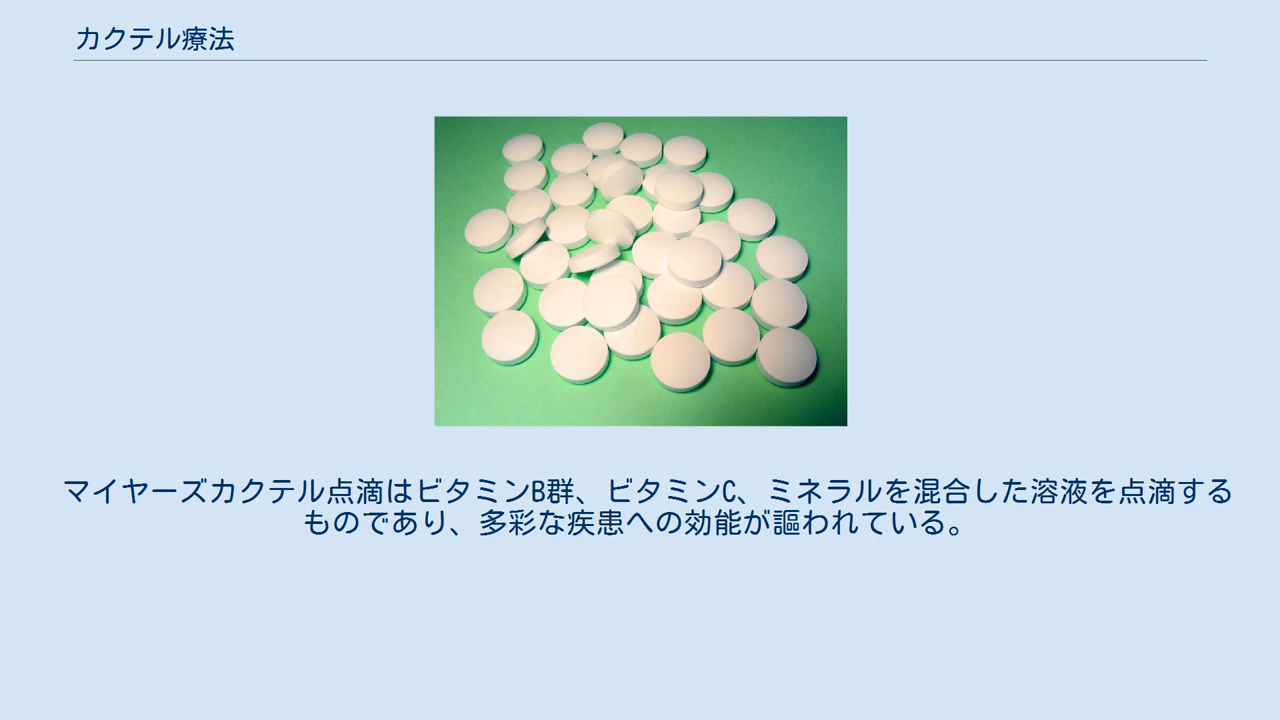 カクテル療法
マイヤーズカクテル点滴はビタミンB群、ビタミンC、ミネラルを混合した溶液を点滴する
ものであり、多彩な疾患への効能が謳われている。